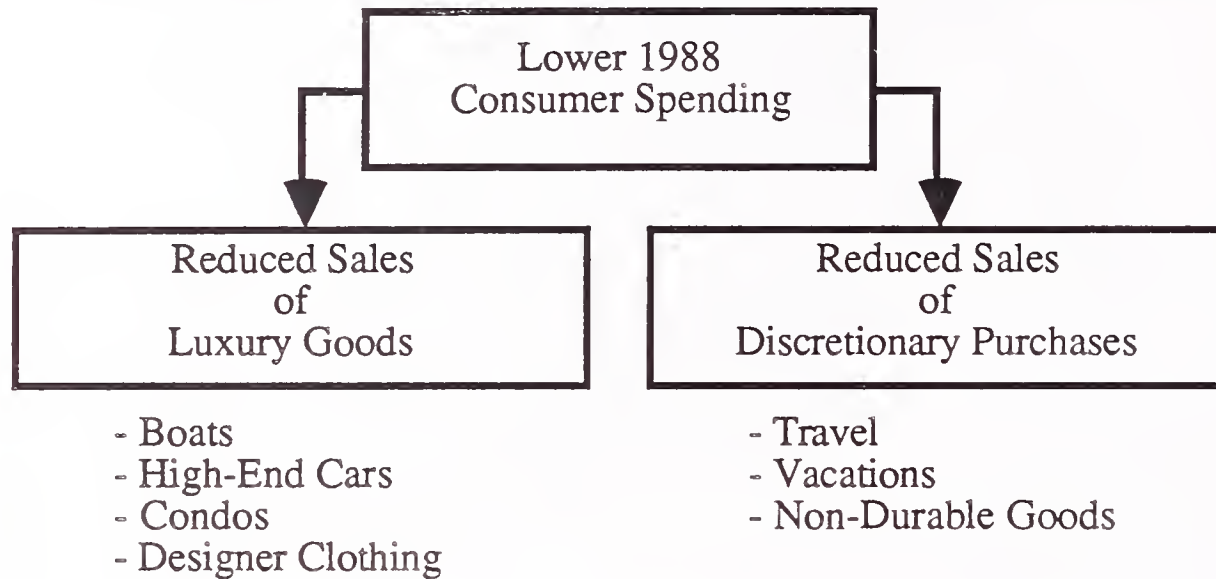 Lower 1988
Consumer Spending
Reduced Sales
of
Luxury Goods
- Boats
- High-End Cars
- Condos
- Designer Clothing
Reduced Sales
of
Discretionary Purchases
- Travel
- Vacations
- Non-Durable Goods